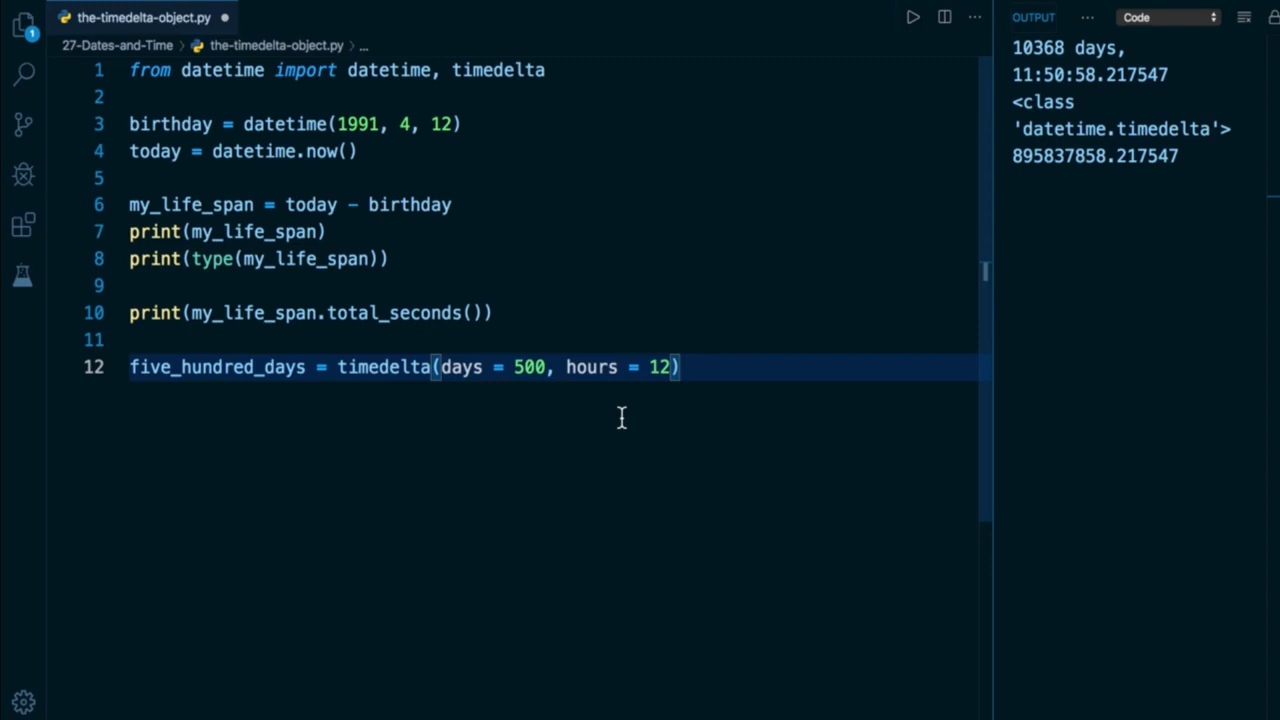 the-timedelta-object.py
27-Dates-and-Time > the-timedelta-object.py > ...
1 from datetime import datetime, timedelta
2
3 birthday = datetime(1991, 4, 12)
4 today = datetime.now()
5
6 my_life_span = today - birthday
7 print(my_life_span)
8 print(type(my_life_span))
9
10 print(my_life_span.total_seconds())
11
12 five_hundred_days = timedelta(days = 500, hours = 12)
1
OUTPUT ... Code
10368 days,
11:50:58.217547
<class
'datetime.timedelta'>
895837858.217547